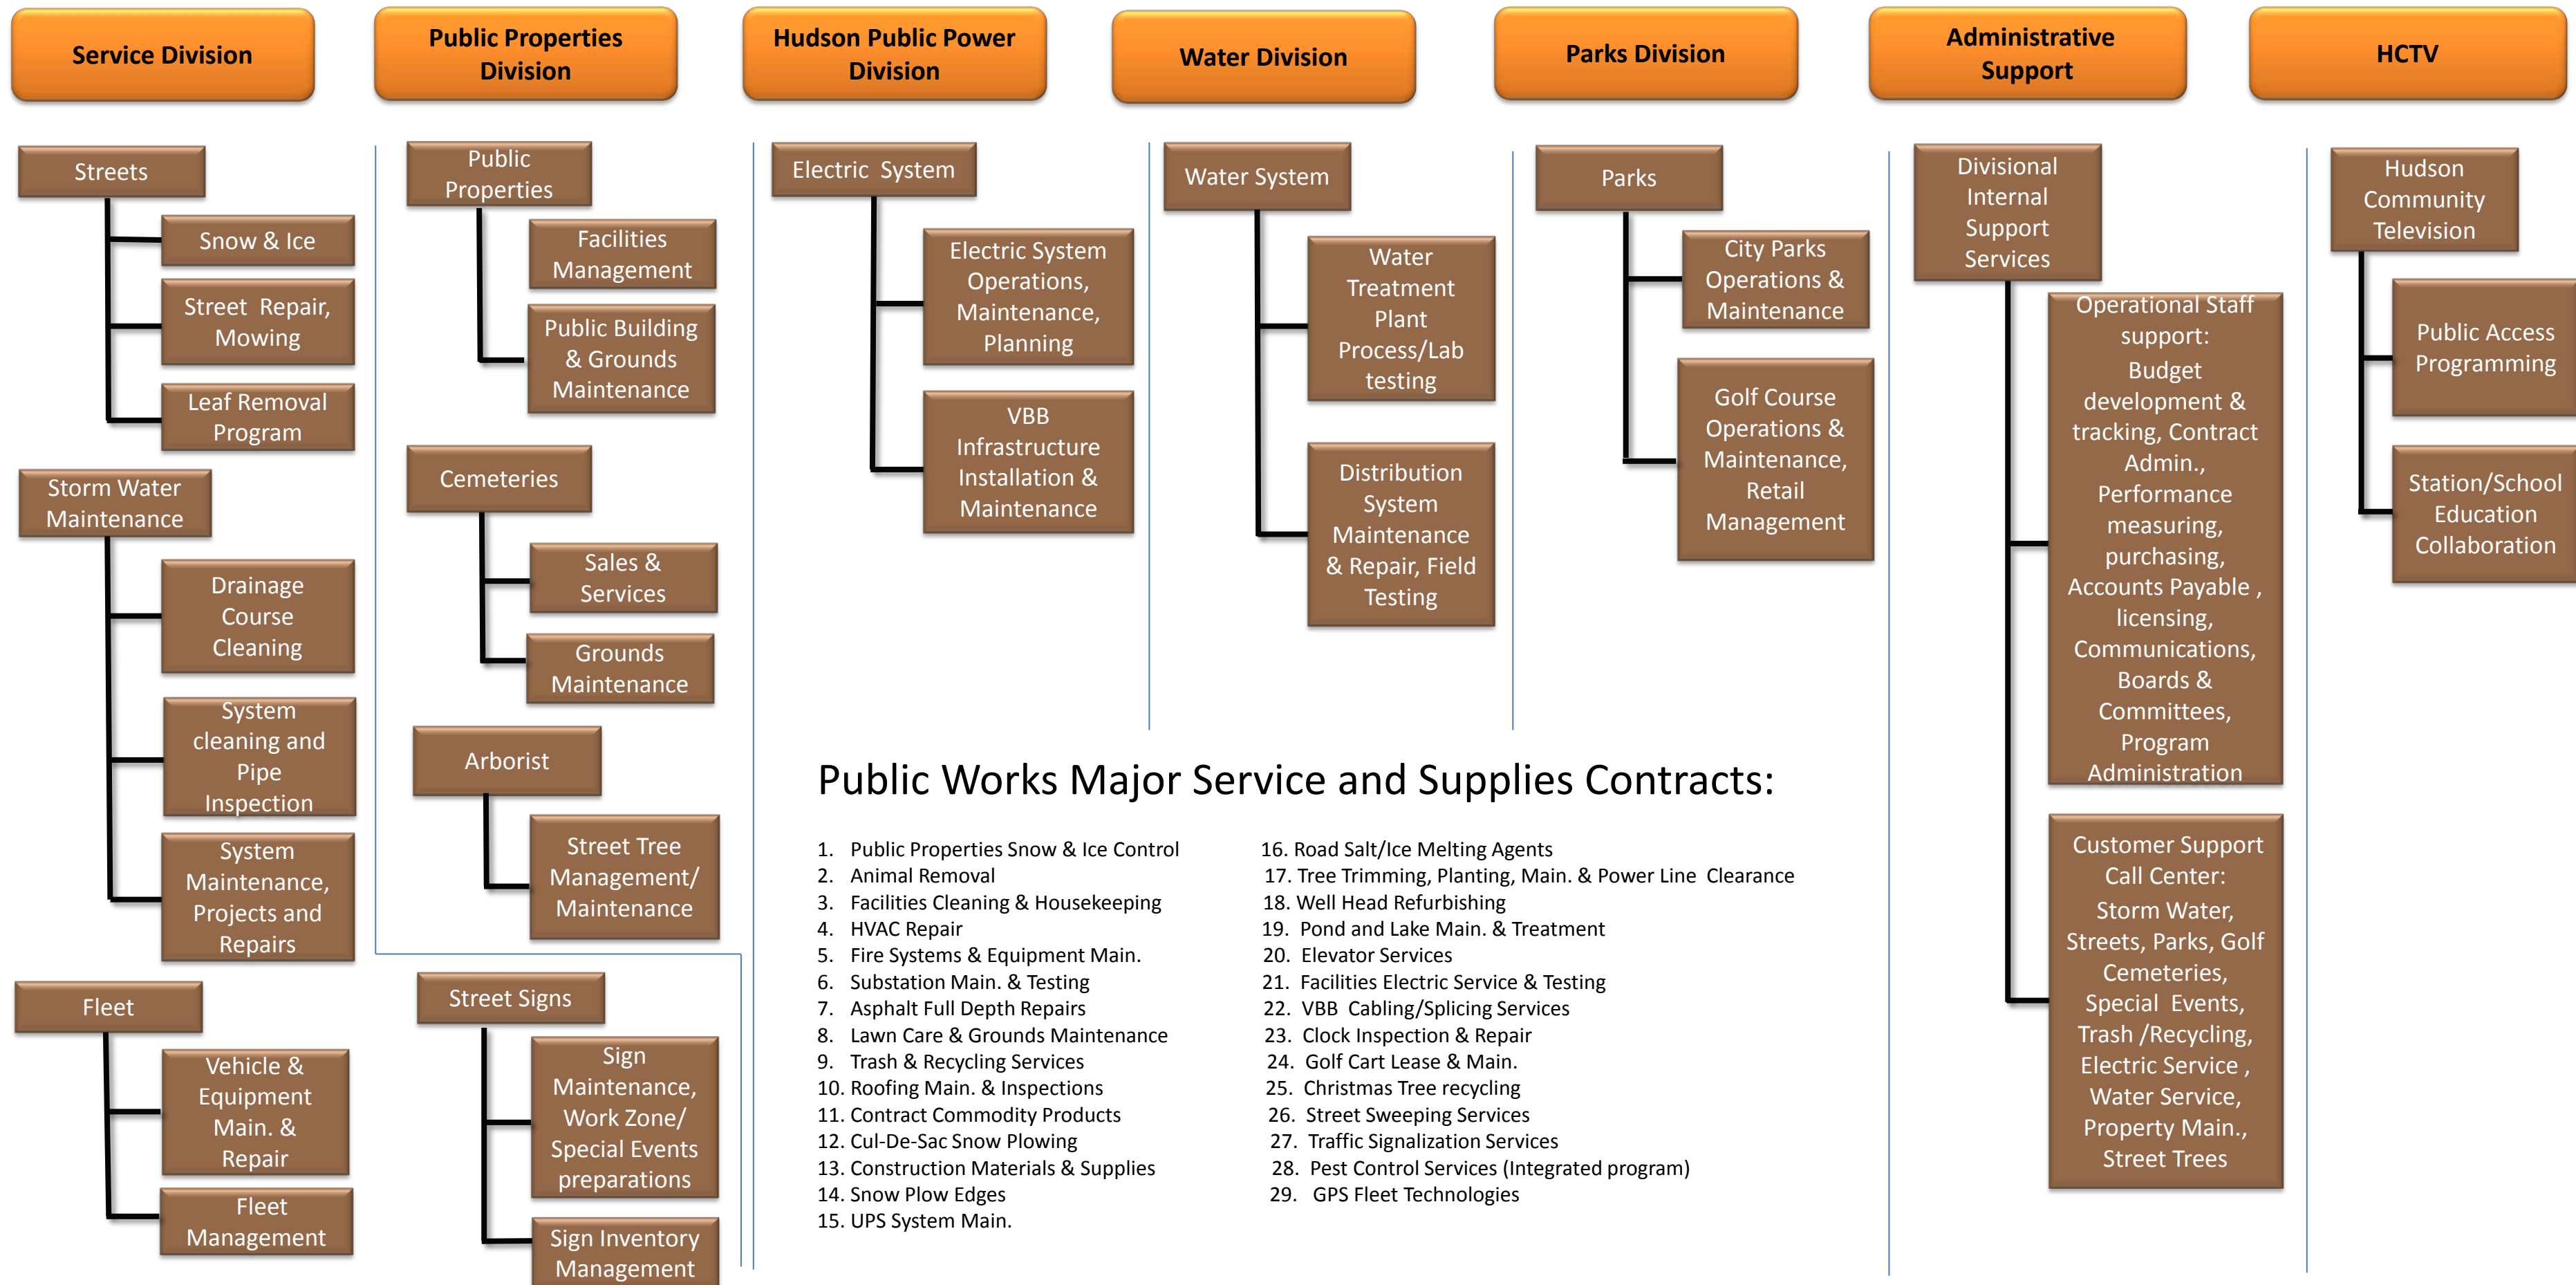 Service Division
Public Properties
Division
Hudson Public Power
Division
Water Division
Parks Division
Administrative
Support
HCTV
Streets
Snow & Ice
Street Repair,
Mowing
Leaf Removal
Program
Storm Water
Maintenance
Drainage
Course
Cleaning
System
cleaning and
Pipe
Inspection
System
Maintenance,
Projects and
Repairs
Fleet
Vehicle &
Equipment
Main. &
Repair
Fleet
Management
Public
Properties
Facilities
Management
Public Building
& Grounds
Maintenance
Cemeteries
Sales &
Services
Grounds
Maintenance
Arborist
Street Tree
Management/
Maintenance
Street Signs
Sign
Maintenance,
Work Zone/
Special Events
preparations
Sign Inventory
Management
Electric System
Electric System
Operations,
Maintenance,
Planning
VBB
Infrastructure
Installation &
Maintenance
Water System
Water
Treatment
Plant
Process/Lab
testing
Distribution
System
Maintenance
& Repair, Field
Testing
Parks
City Parks
Operations &
Maintenance
Golf Course
Operations &
Maintenance,
Retail
Management
Divisional
Internal
Support
Services
Operational Staff
support:
Budget
development &
tracking, Contract
Admin.,
Performance
measuring,
purchasing,
Accounts Payable ,
licensing,
Communications,
Boards &
Committees,
Program
Administration
Customer Support
Call Center:
Storm Water,
Streets, Parks, Golf
Cemeteries,
Special Events,
Trash /Recycling,
Electric Service ,
Water Service,
Property Main.,
Street Trees
Hudson
Community
Television
Public Access
Programming
Station/School
Education
Collaboration
Public Works Major Service and Supplies Contracts:
1. Public Properties Snow & Ice Control
2. Animal Removal
3. Facilities Cleaning & Housekeeping
4. HVAC Repair
5. Fire Systems & Equipment Main.
6. Substation Main. & Testing
7. Asphalt Full Depth Repairs
8. Lawn Care & Grounds Maintenance
9. Trash & Recycling Services
10. Roofing Main. & Inspections
11. Contract Commodity Products
12. Cul-De-Sac Snow Plowing
13. Construction Materials & Supplies
14. Snow Plow Edges
15. UPS System Main.
16. Road Salt/Ice Melting Agents
17. Tree Trimming, Planting, Main. & Power Line Clearance
18. Well Head Refurbishing
19. Pond and Lake Main. & Treatment
20. Elevator Services
21. Facilities Electric Service & Testing
22. VBB Cabling/Splicing Services
23. Clock Inspection & Repair
24. Golf Cart Lease & Main.
25. Christmas Tree recycling
26. Street Sweeping Services
27. Traffic Signalization Services
28. Pest Control Services (Integrated program)
29. GPS Fleet Technologies